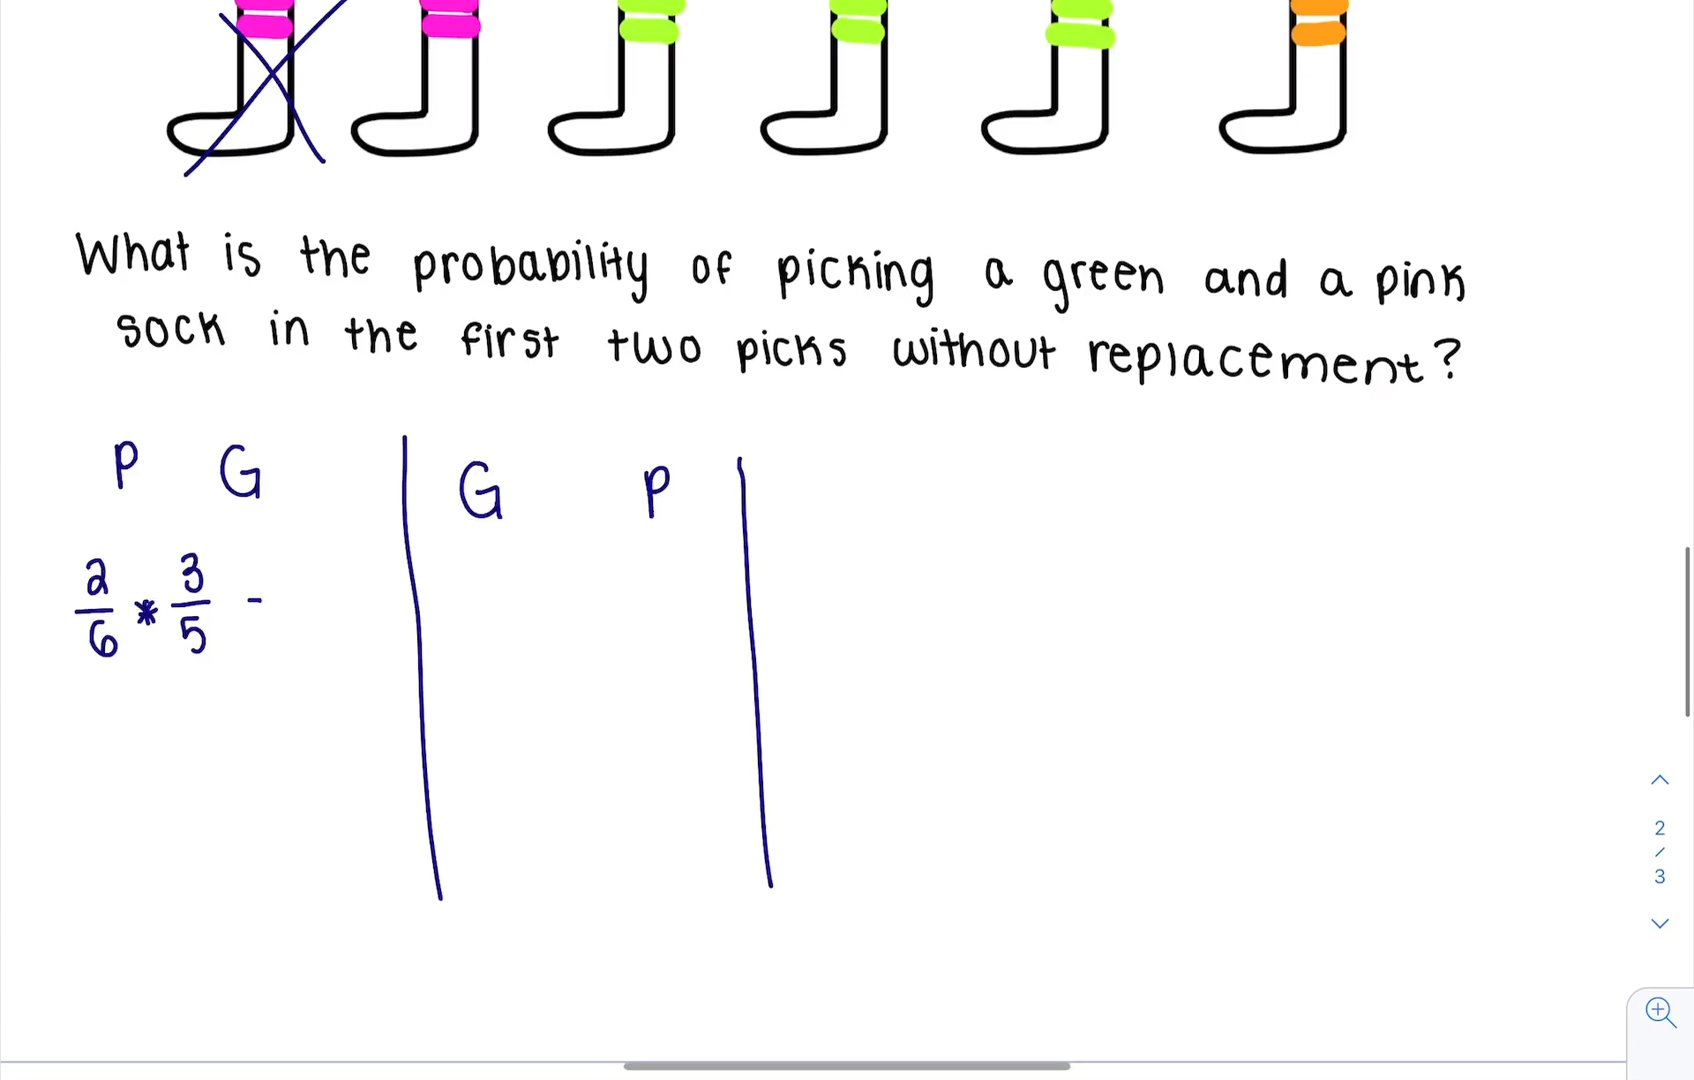 What is the probability of picking a green and a pink
sock in the first two picks without replacement?
P G | G P |
2/6 * 3/5 -
2
/
3